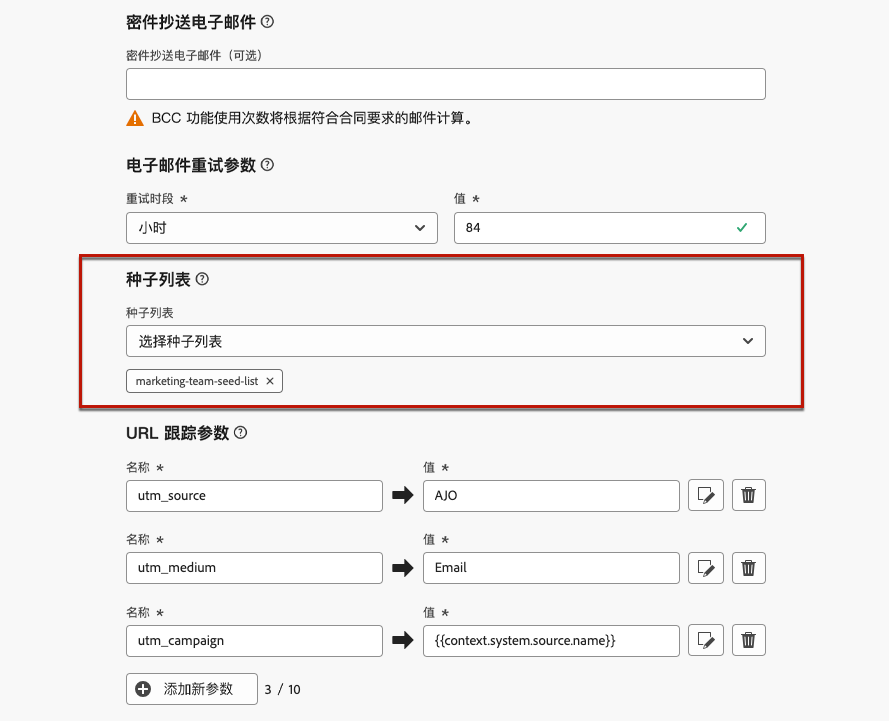 密件抄送电子邮件
密件抄送电子邮件（可选）
BCC 功能使用次数将根据符合合同要求的邮件计算。
电子邮件重试参数
重试时段 * 值 *
小时 84
种子列表
种子列表
选择种子列表
marketing-team-seed-list ×
URL 跟踪参数
名称 * 值 *
utm_source AJO
名称 * 值 *
utm_medium Email
名称 * 值 *
utm_campaign {{context.system.source.name}}
添加新参数 3 / 10